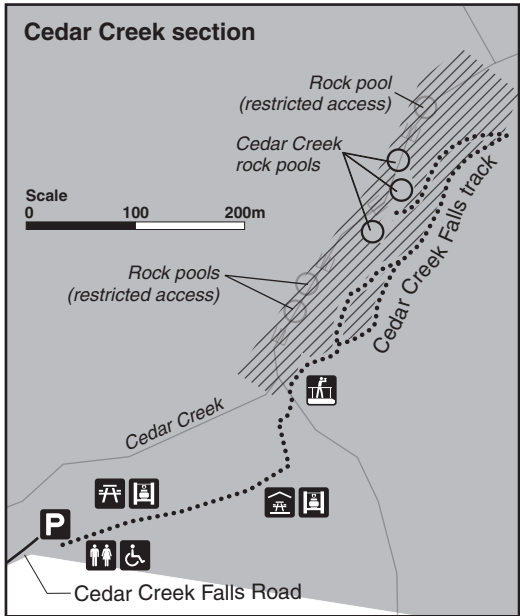 Cedar Creek section
Rock pool
(restricted access)
Cedar Creek
rock pools
Scale
0 100 200m
Cedar Creek Falls track
Rock pools
(restricted access)
Cedar Creek
P
Cedar Creek Falls Road